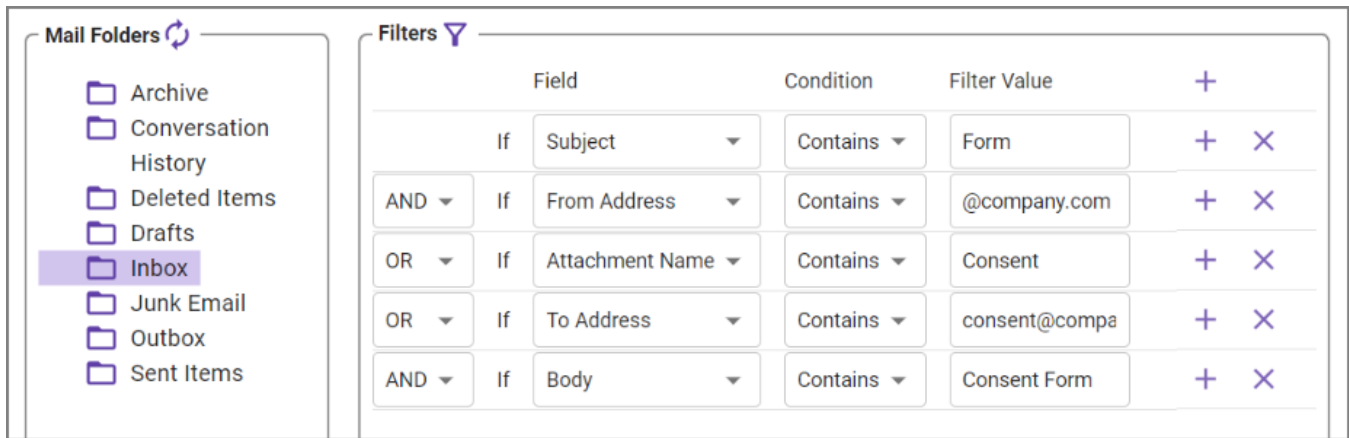 Mail Folders
Archive
Conversation
History
Deleted Items
Drafts
Inbox
Junk Email
Outbox
Sent Items
Filters
Field Condition Filter Value
If Subject Contains Form
AND If From Address Contains @company.com
OR If Attachment Name Contains Consent
OR If To Address Contains consent@compa
AND If Body Contains Consent Form